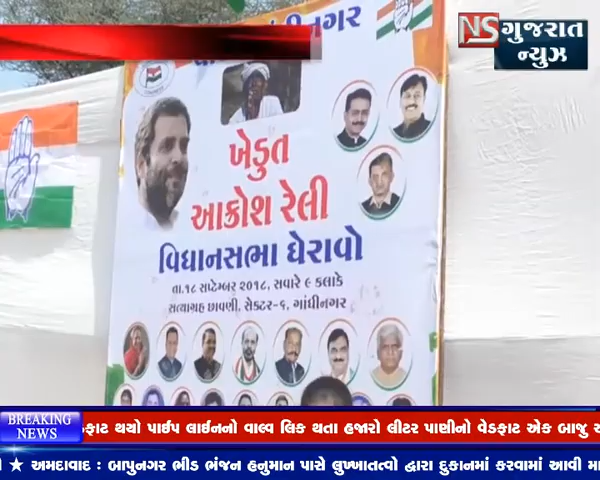 ગાંધીનગર
NS ગુજરાત
ન્યુઝ
ખેડુત
આક્રોશ રેલી
વિધાનસભા ઘેરાવો
તા.૧૮ સપ્ટેમ્બર ૨૦૧૮, સવારે ૯ કલાકે
સત્યાગ્રહ છાવણી, સેક્ટર-૬, ગાંધીનગર
BREAKING
NEWS
થયો પાઈપ લાઈનનો વાલ્વ લિક થતા હજારો લીટર પાણીનો વેડફાટ એક બાજુ
★ અમદાવાદ : બાપુનગર ભીડ ભંજન હનુમાન પાસે લુખ્ખાતત્વો દ્વારા દુકાનમાં કરવામાં આવી